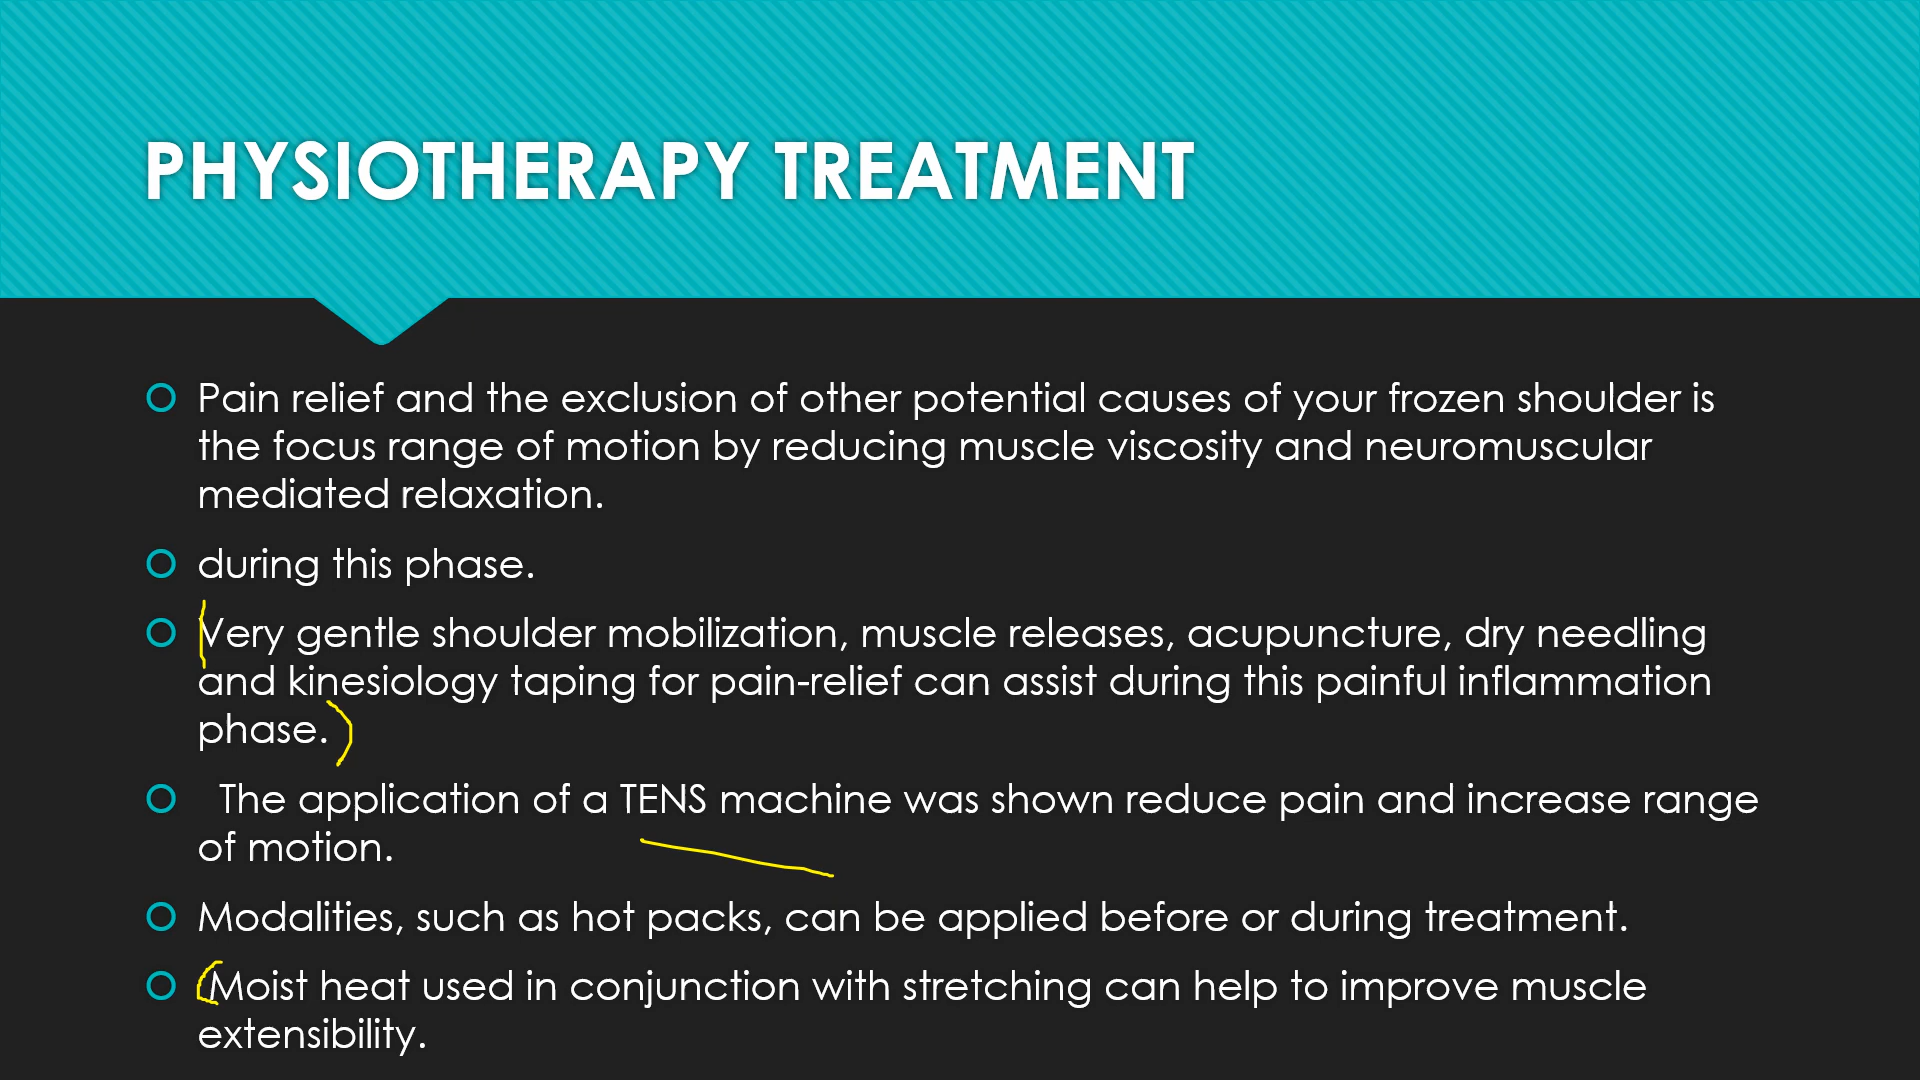 PHYSIOTHERAPY TREATMENT
Pain relief and the exclusion of other potential causes of your frozen shoulder is
the focus range of motion by reducing muscle viscosity and neuromuscular
mediated relaxation.
during this phase.
Very gentle shoulder mobilization, muscle releases, acupuncture, dry needling
and kinesiology taping for pain-relief can assist during this painful inflammation
phase.
The application of a TENS machine was shown reduce pain and increase range
of motion.
Modalities, such as hot packs, can be applied before or during treatment.
Moist heat used in conjunction with stretching can help to improve muscle
extensibility.